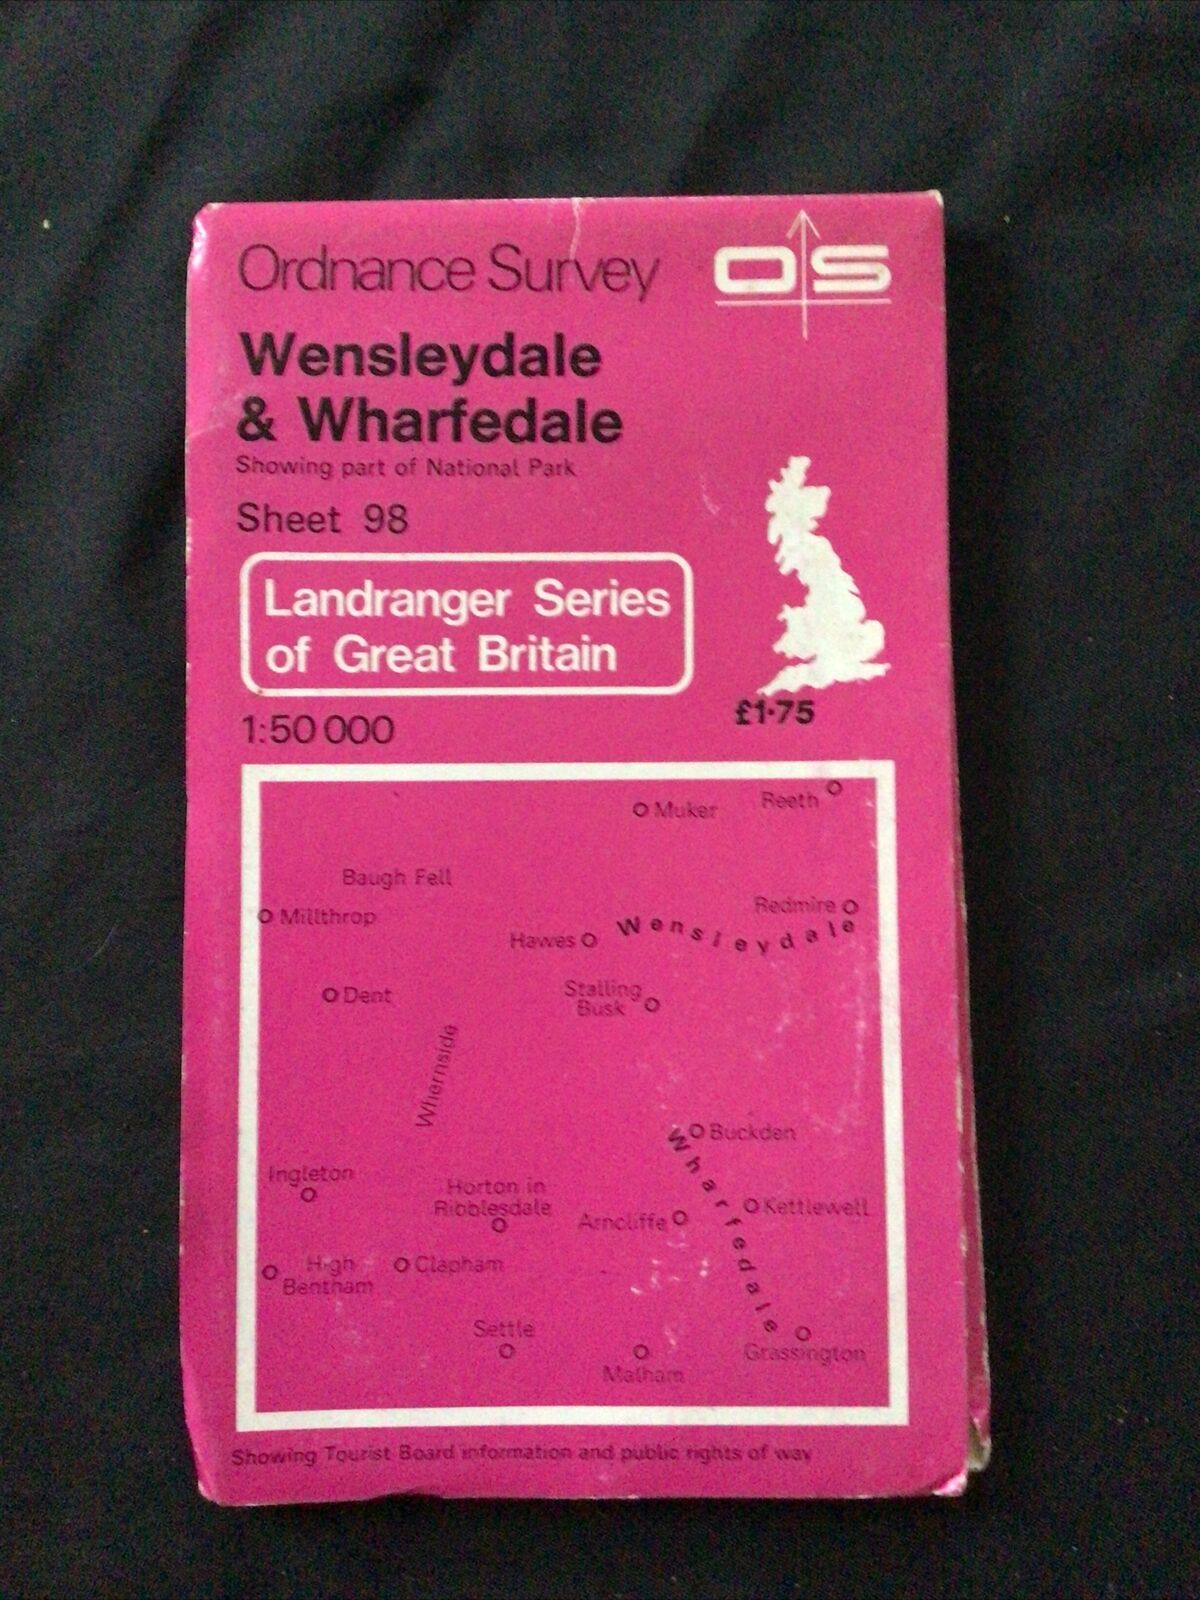 Ordnance Survey
OS
Wensleydale
& Wharfedale
Showing part of National Park
Sheet 98
Landranger Series
of Great Britain
£1·75
1:50 000
Reeth
Muker
Baugh Fell
Redmire
Millthrop
Wensleydale
Hawes
Stalling
Busk
Dent
Whernside
Buckden
Wharfedale
Ingleton
Horton in
Ribblesdale
Kettlewell
Arncliffe
High
Bentham
Clapham
Settle
Grassington
Malham
Showing Tourist Board information and public rights of way